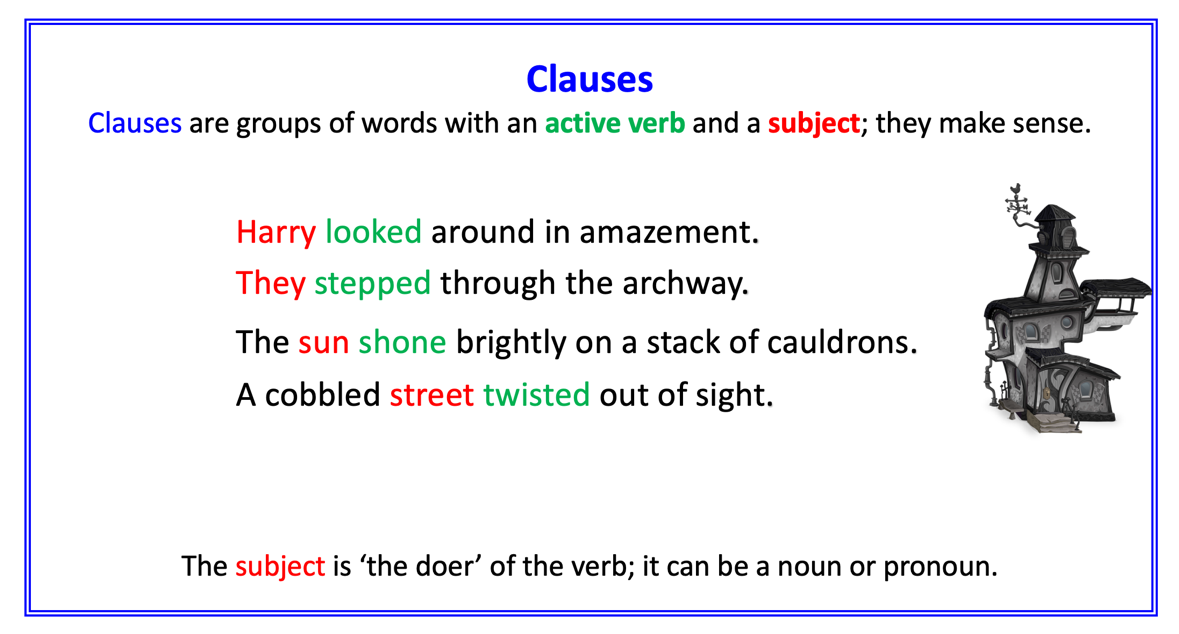 Clauses
Clauses are groups of words with an active verb and a subject; they make sense.
Harry looked around in amazement.
They stepped through the archway.
The sun shone brightly on a stack of cauldrons.
A cobbled street twisted out of sight.
The subject is ‘the doer’ of the verb; it can be a noun or pronoun.